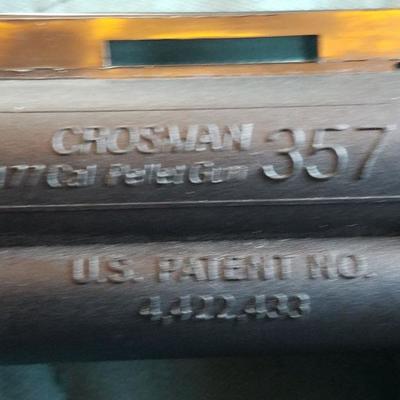 CROSMAN 357
177 Cal Pellet Gun
U.S. PATENT NO.
4,422,433